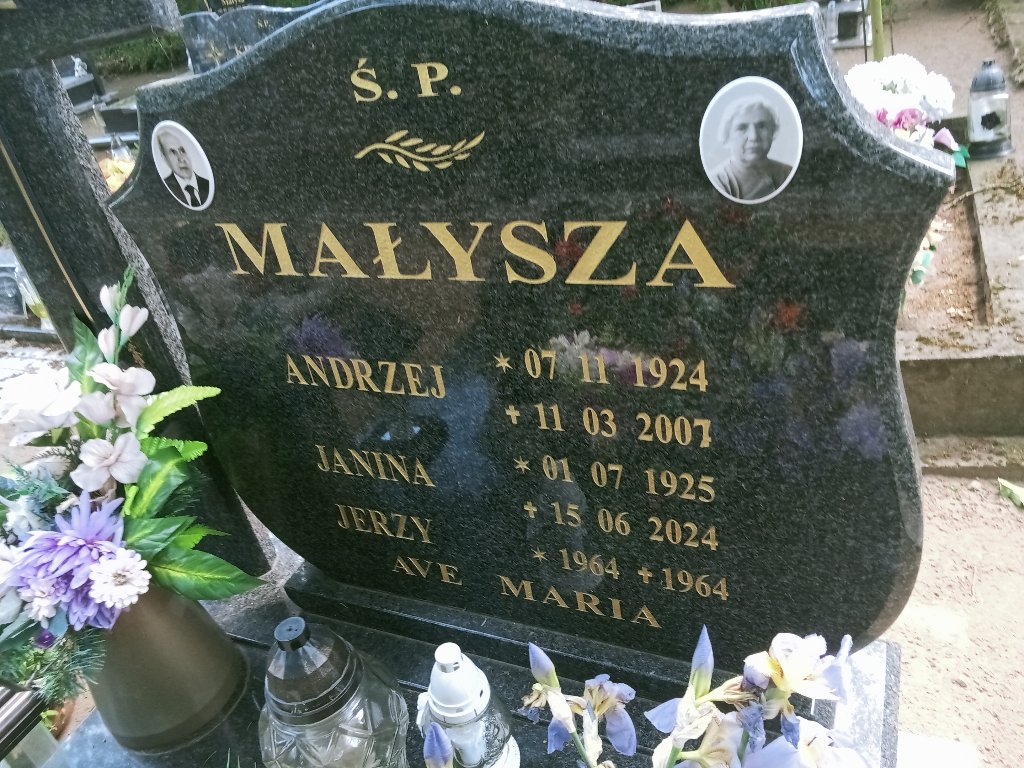 Ś. P.
MAŁYSZA
ANDRZEJ * 07 11 1924
+ 11 03 2007
JANINA * 01 07 1925
+ 15 06 2024
JERZY * 1964 + 1964
AVE MARIA